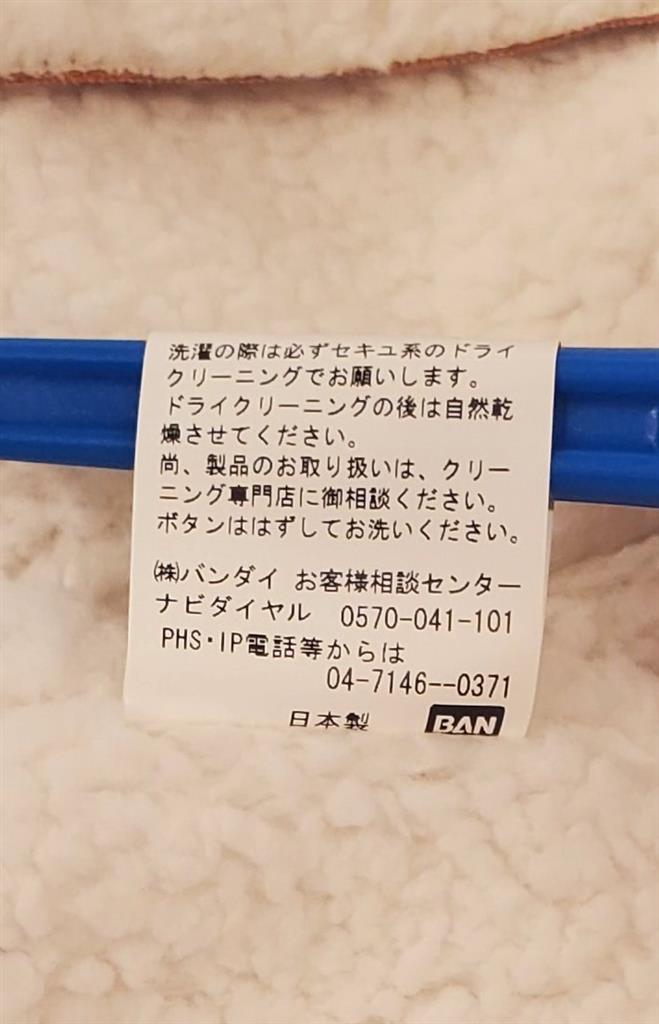 洗濯の際は必ずセキユ系のドライ
クリーニングでお願いします。
ドライクリーニングの後は自然乾
燥させてください。
尚、製品のお取り扱いは、クリー
ニング専門店に御相談ください。
ボタンははずしてお洗いください。
㈱バンダイ お客様相談センター
ナビダイヤル 0570-041-101
PHS・IP電話等からは
04-7146--0371
日本製 BAN